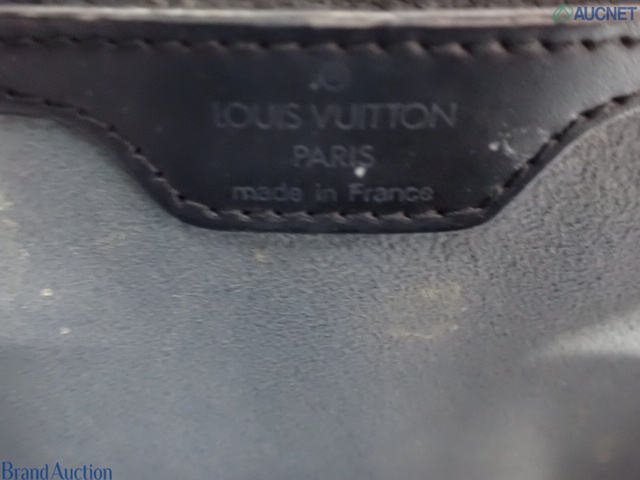 AUCNET
LOUIS VUITTON
PARIS
made in France
Brand Auction